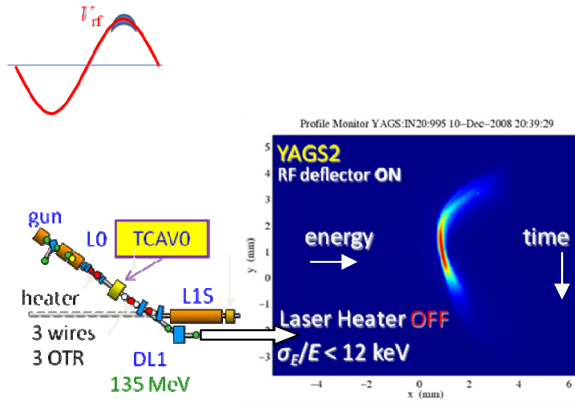 Vrf
Profile Monitor YAGS:IN20:995 10-Dec-2008 20:39:29
YAGS2
RF deflector ON
energy
time
y (mm)
5
4
3
2
1
0
-1
-2
-3
Laser Heater OFF
σE/E < 12 keV
-4
-2
0
2
4
6
x (mm)
gun
L0
TCAV0
heater
L1S
3 wires
3 OTR
DL1
135 MeV